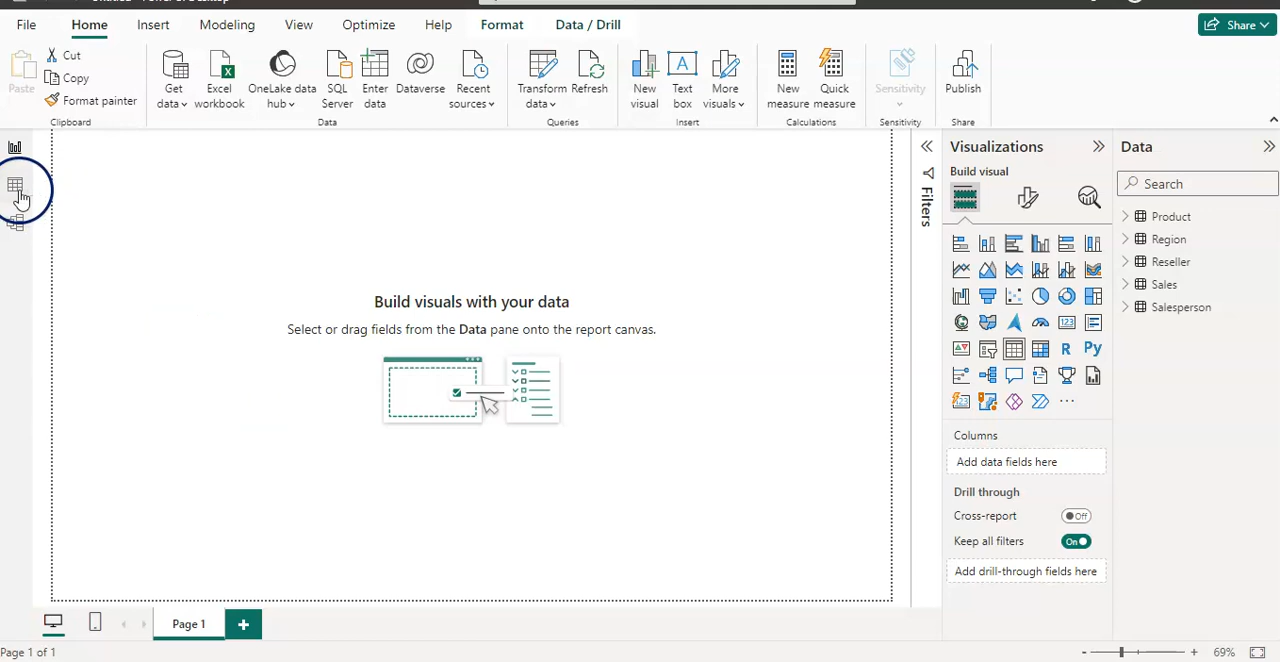 File Home Insert Modeling View Optimize Help Format Data / Drill Share
Paste
Cut
Copy
Format painter
Clipboard
Get data
Excel workbook
OneLake data hub
SQL Server
Enter data
Dataverse
Recent sources
Data
Transform data
Refresh
Queries
New visual
Text box
More visuals
Insert
New measure
Quick measure
Calculations
Sensitivity
Sensitivity
Publish
Share
Build visuals with your data
Select or drag fields from the Data pane onto the report canvas.
Filters
Visualizations
Build visual
Columns
Add data fields here
Drill through
Cross-report Off
Keep all filters On
Add drill-through fields here
Data
Search
Product
Region
Reseller
Sales
Salesperson
Page 1
Page 1 of 1
- + 69%